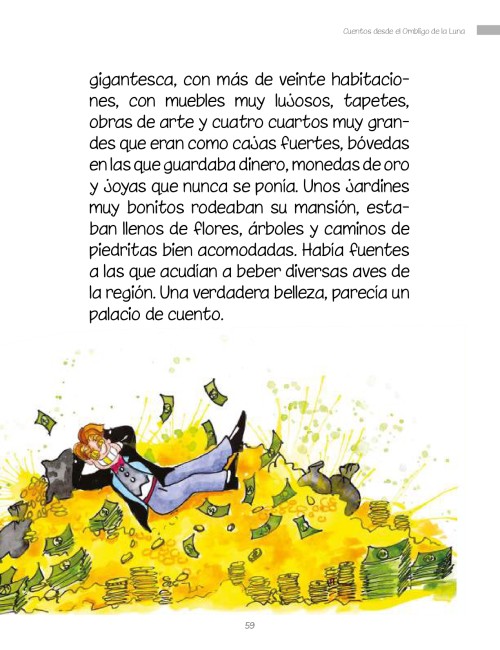 Cuentos desde el Ombligo de la Luna
gigantesca, con más de veinte habitacio-
nes, con muebles muy lujosos, tapetes,
obras de arte y cuatro cuartos muy gran-
des que eran como cajas fuertes, bóvedas
en las que guardaba dinero, monedas de oro
y joyas que nunca se ponía. Unos jardines
muy bonitos rodeaban su mansión, esta-
ban llenos de flores, árboles y caminos de
piedritas bien acomodadas. Había fuentes
a las que acudían a beber diversas aves de
la región. Una verdadera belleza, parecía un
palacio de cuento.
59